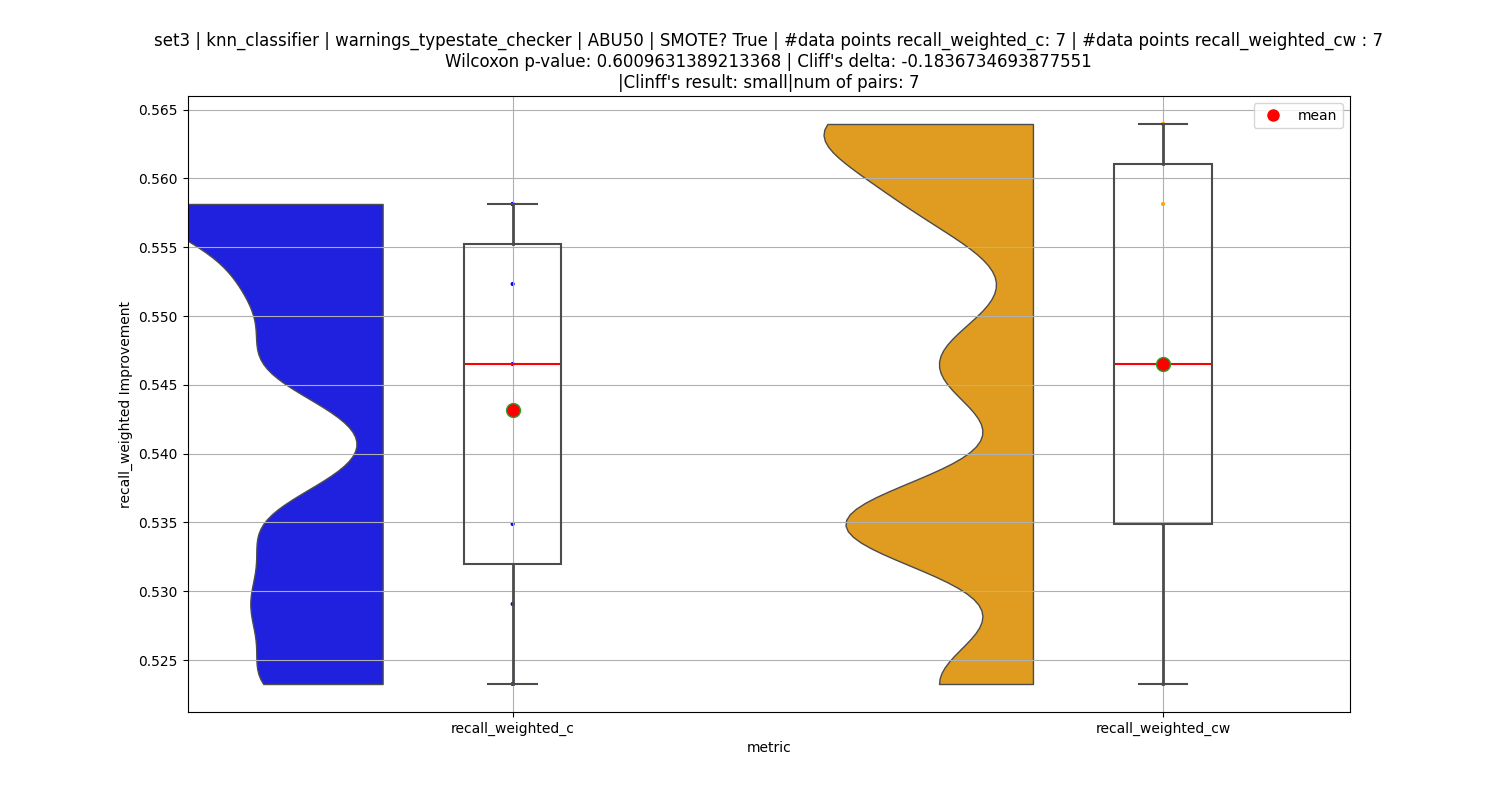 set3 | knn_classifier | warnings_typestate_checker | ABU50 | SMOTE? True | #data points recall_weighted_c: 7 | #data points recall_weighted_cw : 7
Wilcoxon p-value: 0.6009631389213368 | Cliff's delta: -0.1836734693877551
|Clinff's result: small|num of pairs: 7
mean
0.565
0.560
0.555
0.550
0.545
0.540
0.535
0.530
0.525
recall_weighted Improvement
recall_weighted_c
recall_weighted_cw
metric